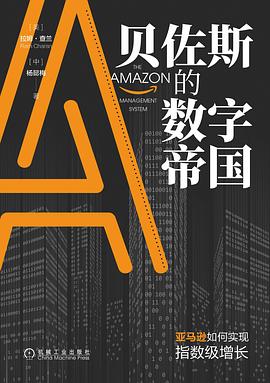 [美]
拉姆·查兰
Ram Charan
[中]
杨懿梅
著
贝佐斯
的
数字
帝国
THE
AMAZON
MANAGEMENT
SYSTEM
亚马逊如何实现
指数级增长
机械工业出版社
China Machine Press